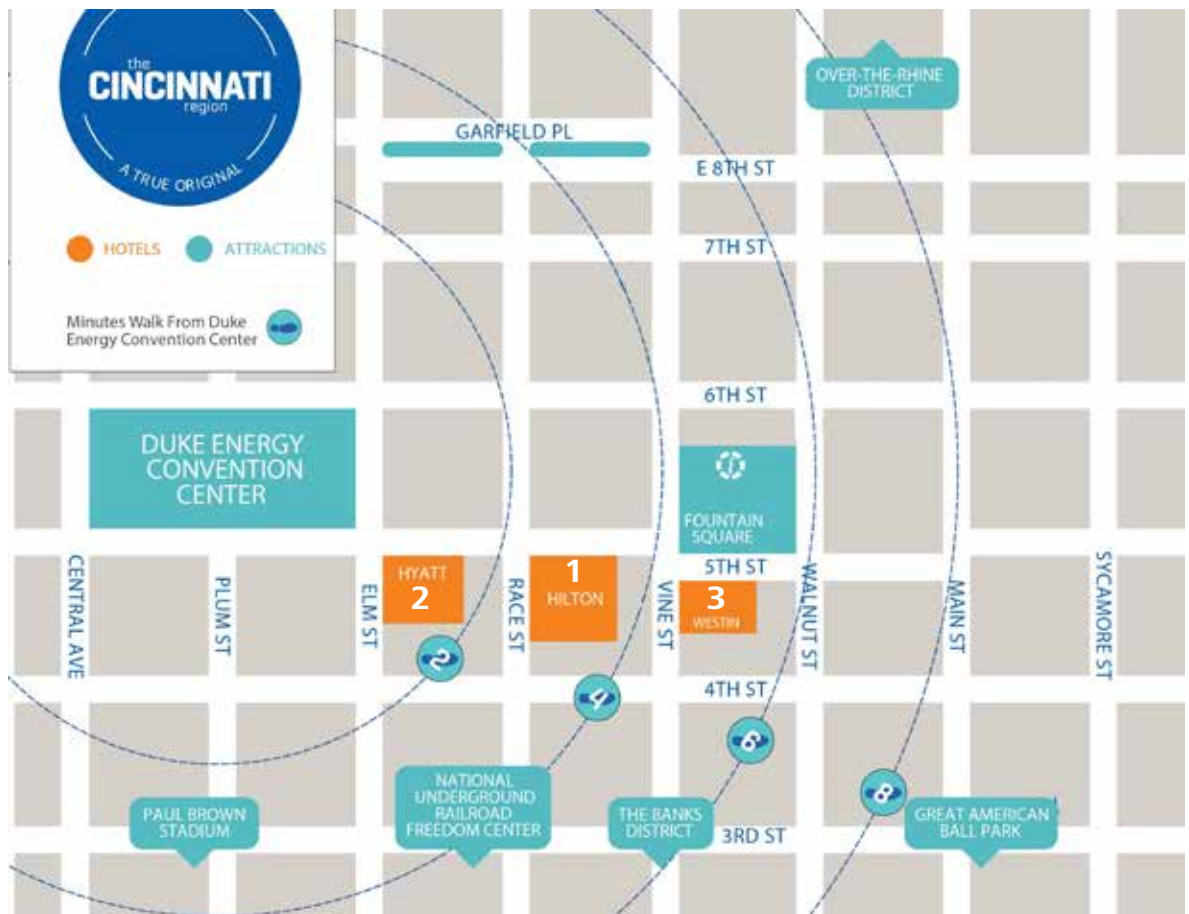 the
CINCINNATI
region
A TRUE ORIGINAL
HOTELS
ATTRACTIONS
Minutes Walk From Duke
Energy Convention Center
OVER-THE-RHINE
DISTRICT
GARFIELD PL
E 8TH ST
7TH ST
6TH ST
DUKE ENERGY
CONVENTION
CENTER
FOUNTAIN
SQUARE
5TH ST
HYATT
2
1
HILTON
3
WESTIN
CENTRAL AVE
PLUM ST
ELM ST
RACE ST
VINE ST
WALNUT ST
MAIN ST
SYCAMORE ST
2
4
4TH ST
6
8
PAUL BROWN
STADIUM
NATIONAL
UNDERGROUND
RAILROAD
FREEDOM CENTER
THE BANKS
DISTRICT
3RD ST
GREAT AMERICAN
BALL PARK